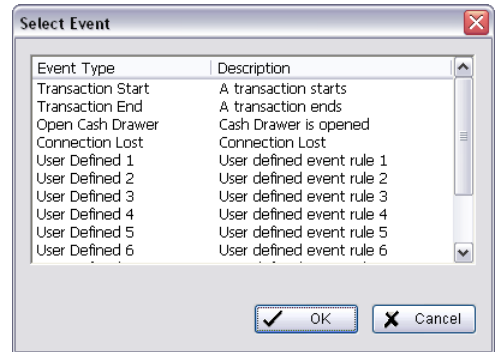 Select Event
Event Type Description
Transaction Start A transaction starts
Transaction End A transaction ends
Open Cash Drawer Cash Drawer is opened
Connection Lost Connection Lost
User Defined 1 User defined event rule 1
User Defined 2 User defined event rule 2
User Defined 3 User defined event rule 3
User Defined 4 User defined event rule 4
User Defined 5 User defined event rule 5
User Defined 6 User defined event rule 6
OK Cancel